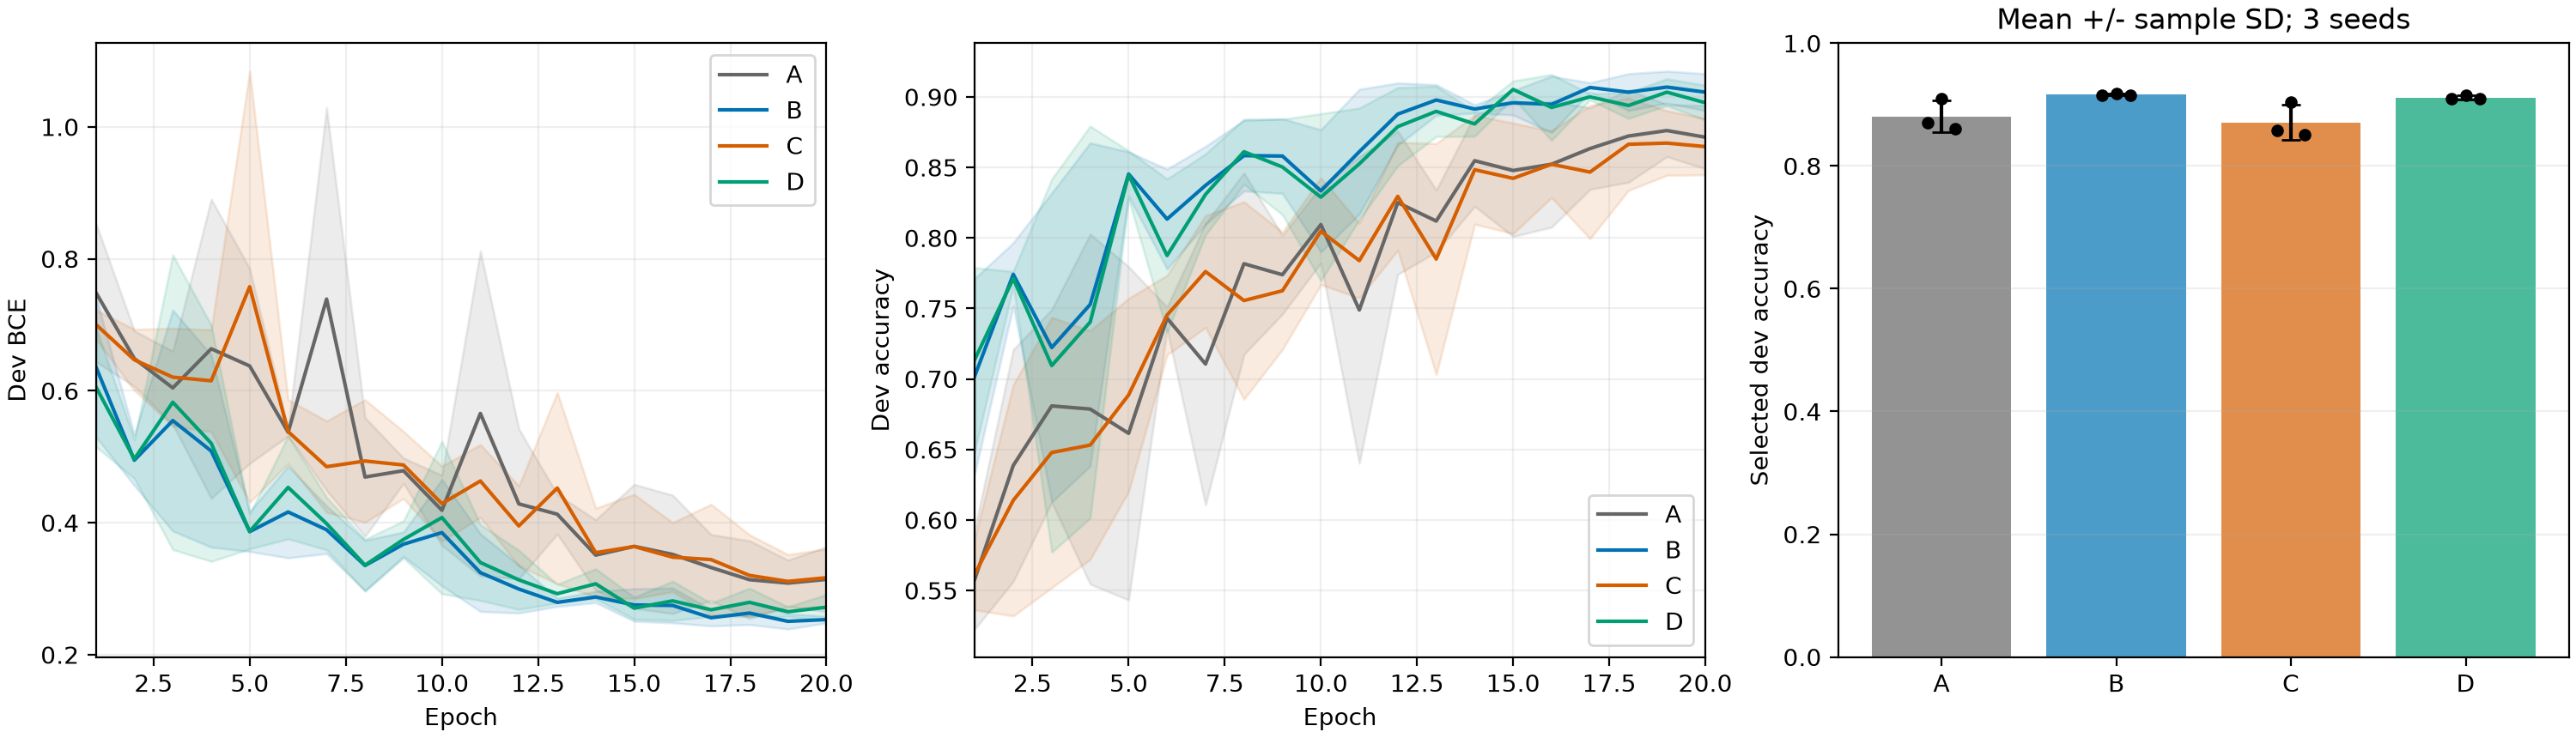 Dev BCE
1.0
0.8
0.6
0.4
0.2
2.5 5.0 7.5 10.0 12.5 15.0 17.5 20.0
Epoch
A
B
C
D
Dev accuracy
0.90
0.85
0.80
0.75
0.70
0.65
0.60
0.55
2.5 5.0 7.5 10.0 12.5 15.0 17.5 20.0
Epoch
A
B
C
D
Mean +/- sample SD; 3 seeds
Selected dev accuracy
1.0
0.8
0.6
0.4
0.2
0.0
A B C D